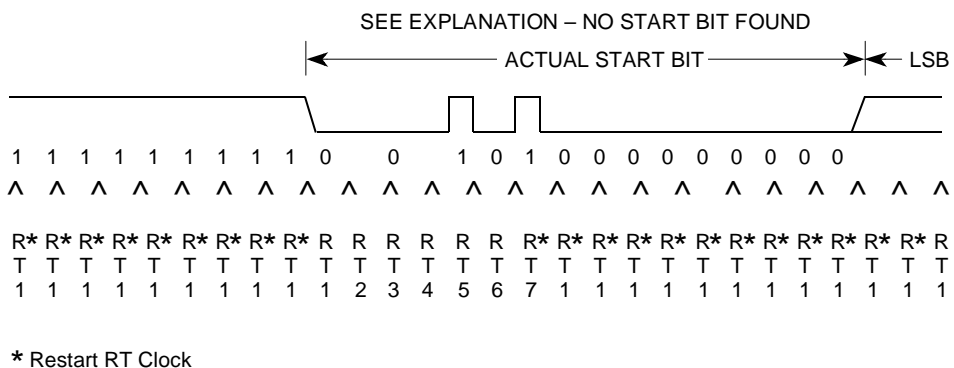 SEE EXPLANATION – NO START BIT FOUND
ACTUAL START BIT
LSB
1 1 1 1 1 1 1 1 1 0 0 1 0 1 0 0 0 0 0 0 0 0 0
^ ^ ^ ^ ^ ^ ^ ^ ^ ^ ^ ^ ^ ^ ^ ^ ^ ^ ^ ^ ^ ^ ^
R* R* R* R* R* R* R* R* R* R R R R R R R* R* R* R* R* R* R* R* R* R* R* R* R
T T T T T T T T T T T T T T T T T T T T T T T T T T T T
1 1 1 1 1 1 1 1 1 1 2 3 4 5 6 7 1 1 1 1 1 1 1 1 1 1 1 1
* Restart RT Clock